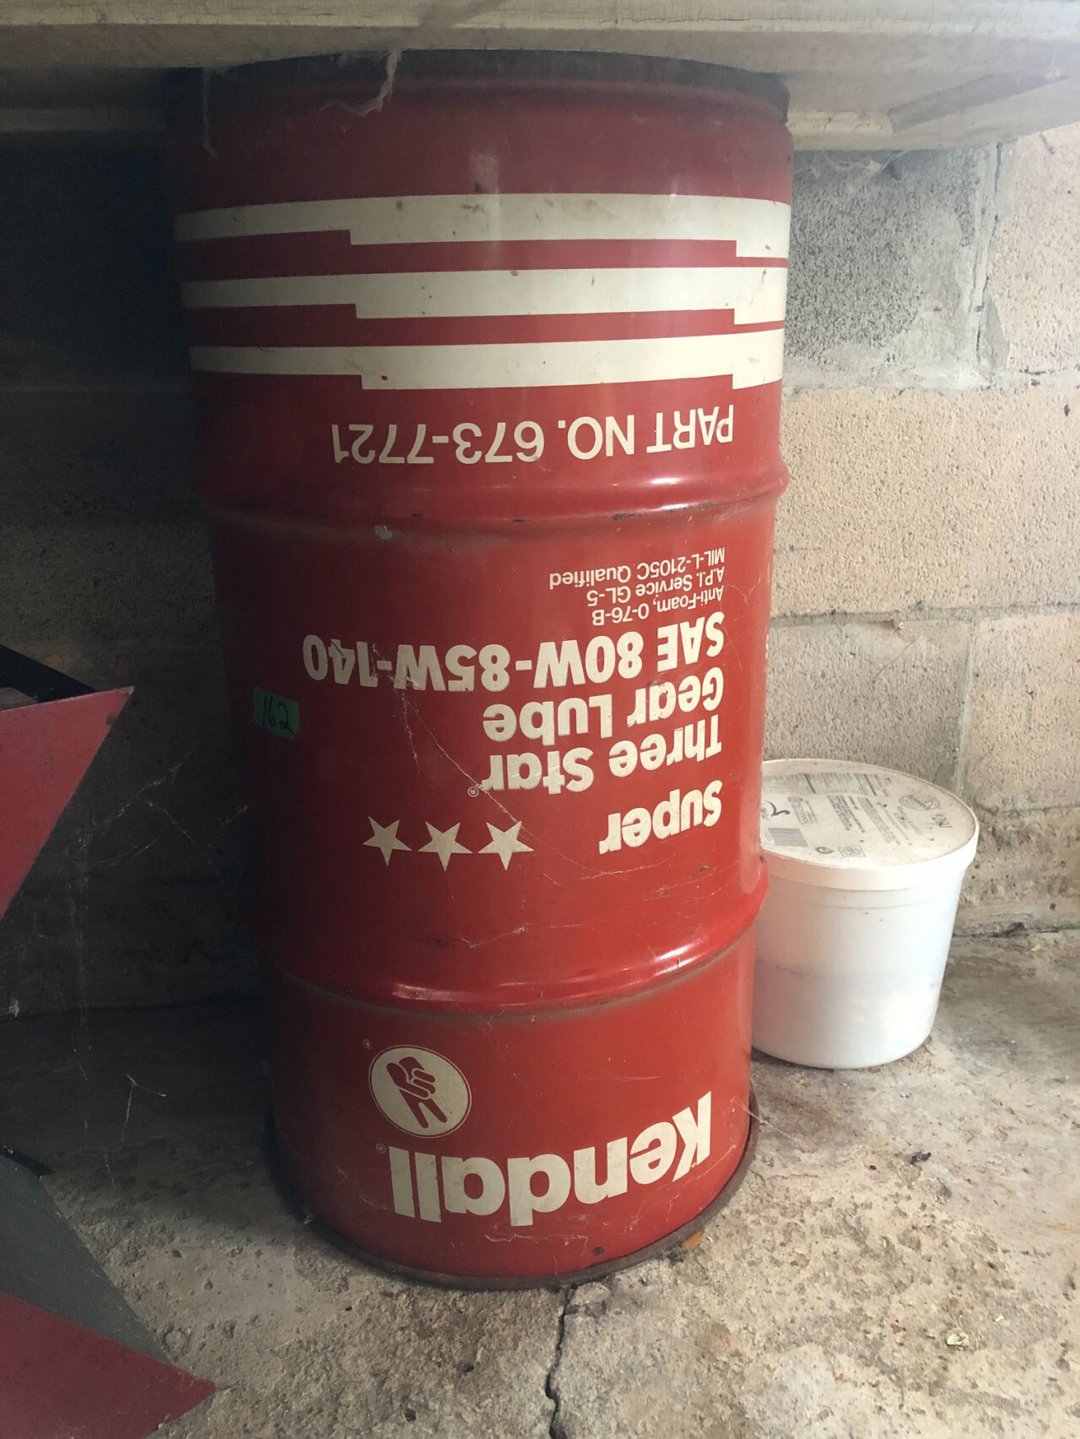 Kendall®
Super
Three Star®
Gear Lube
SAE 80W-85W-140
Anti-Foam, 0-76-B
A.P.I. Service GL-5
MIL-L-2105C Qualified
PART NO. 673-7721
162